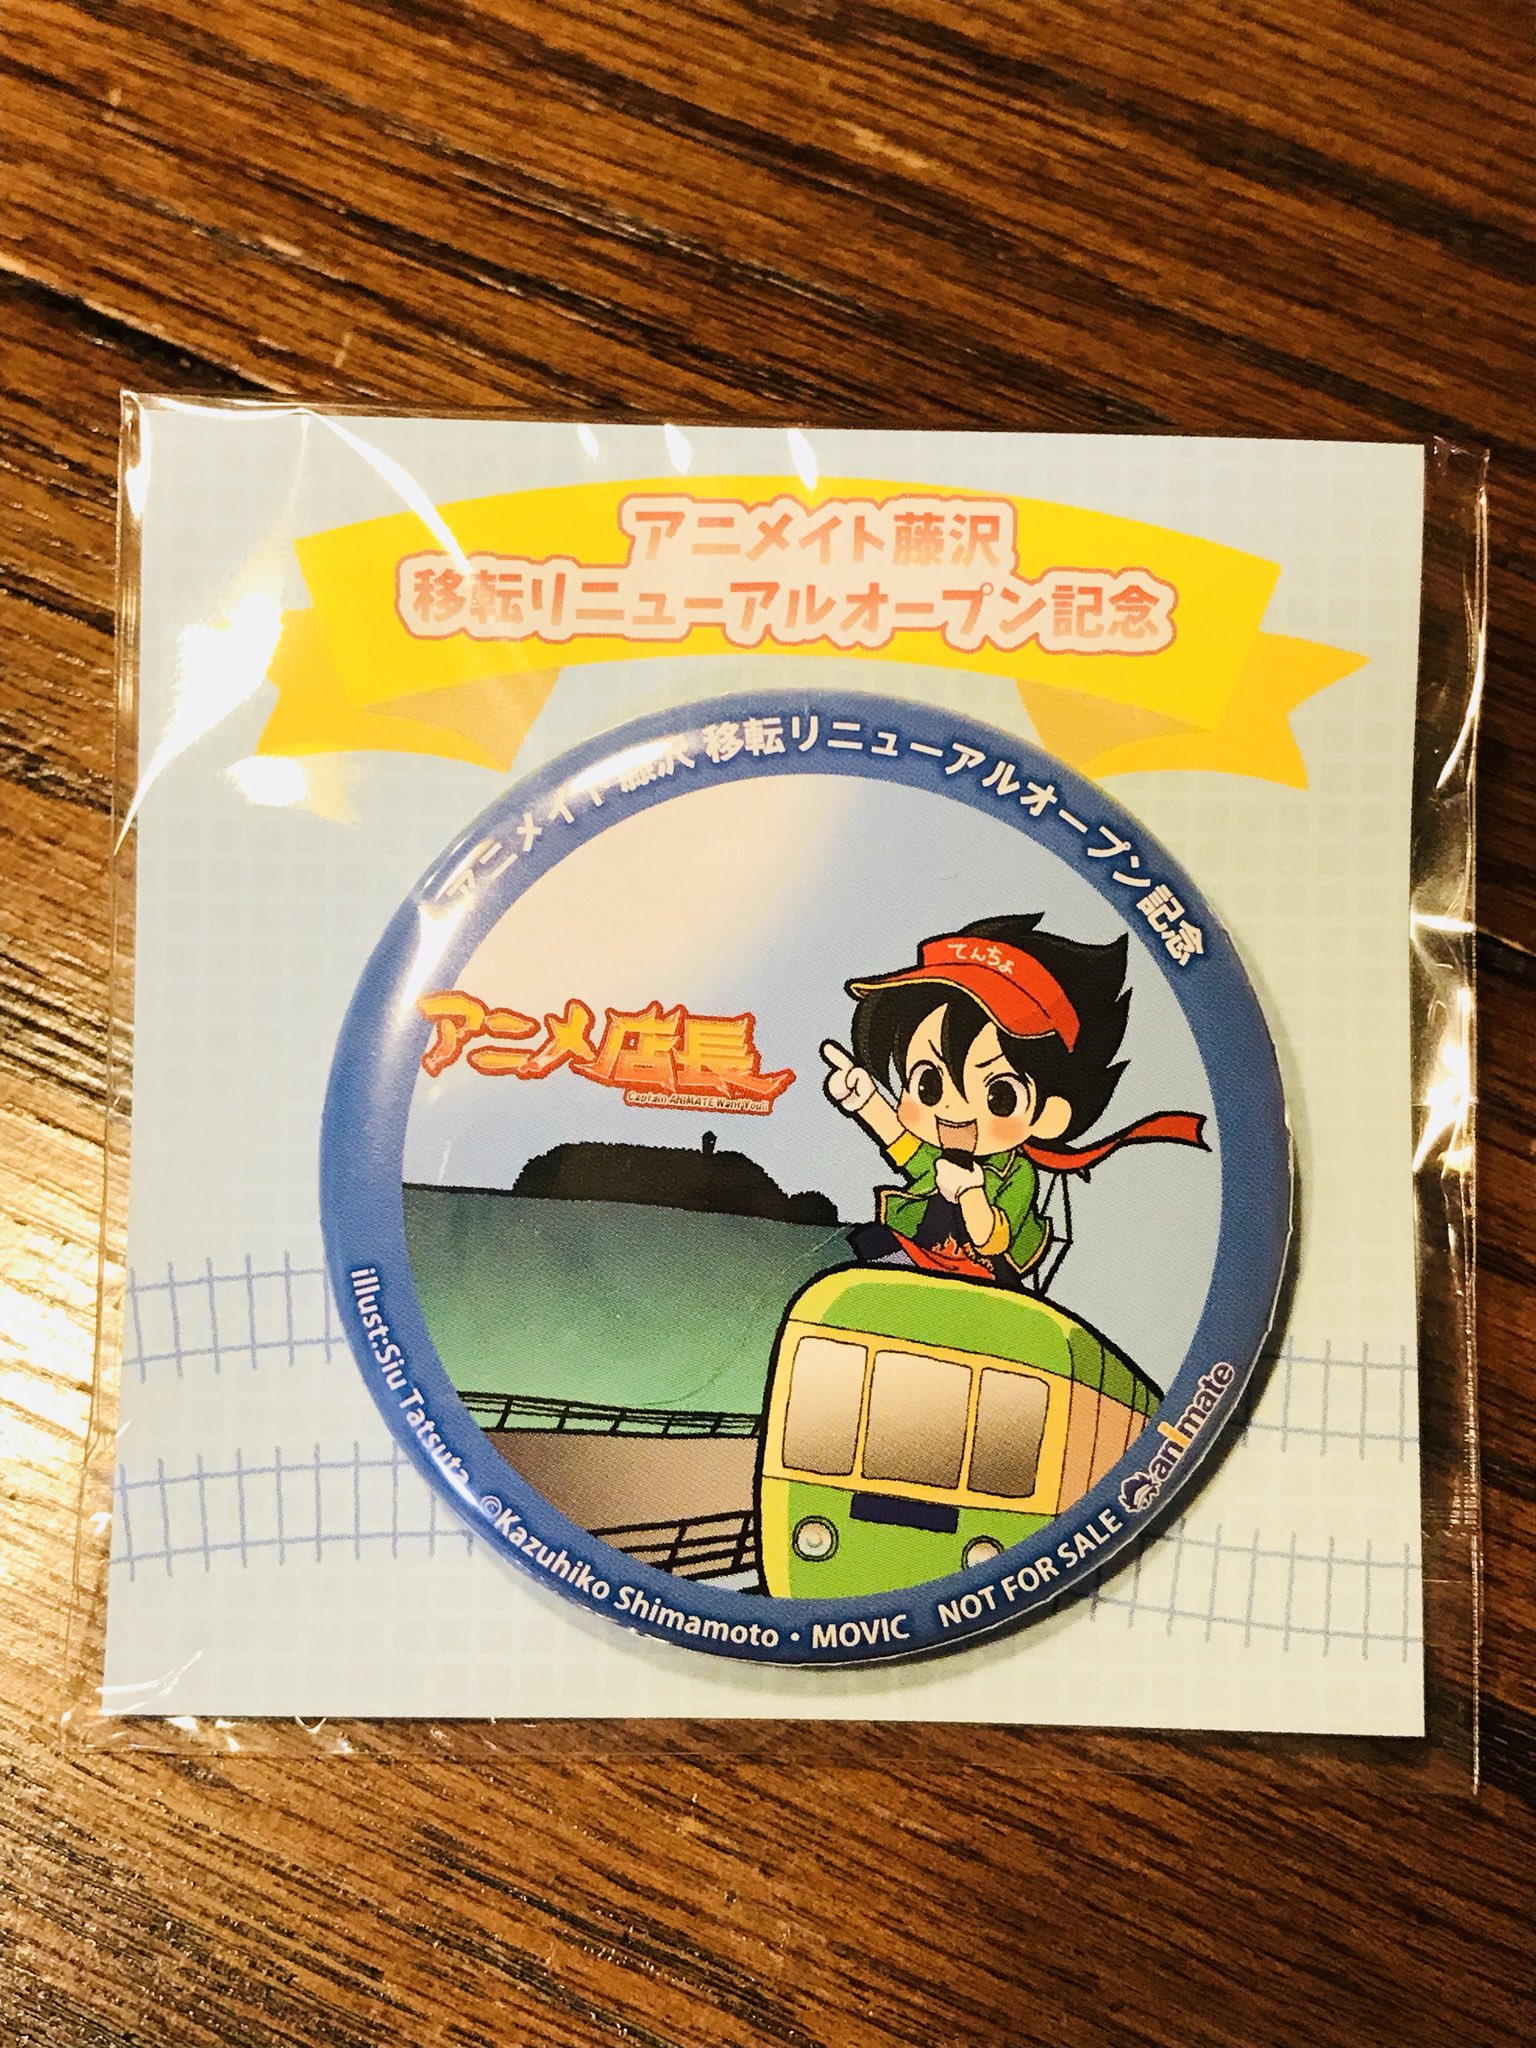 アニメイト藤沢
移転リニューアルオープン記念
アニメイト藤沢 移転リニューアルオープン記念
てんちょ
アニメ店長
Captain ANIMATE Want You!!
illust:Siu Tatsuta ©Kazuhiko Shimamoto・MOVIC NOT FOR SALE animate